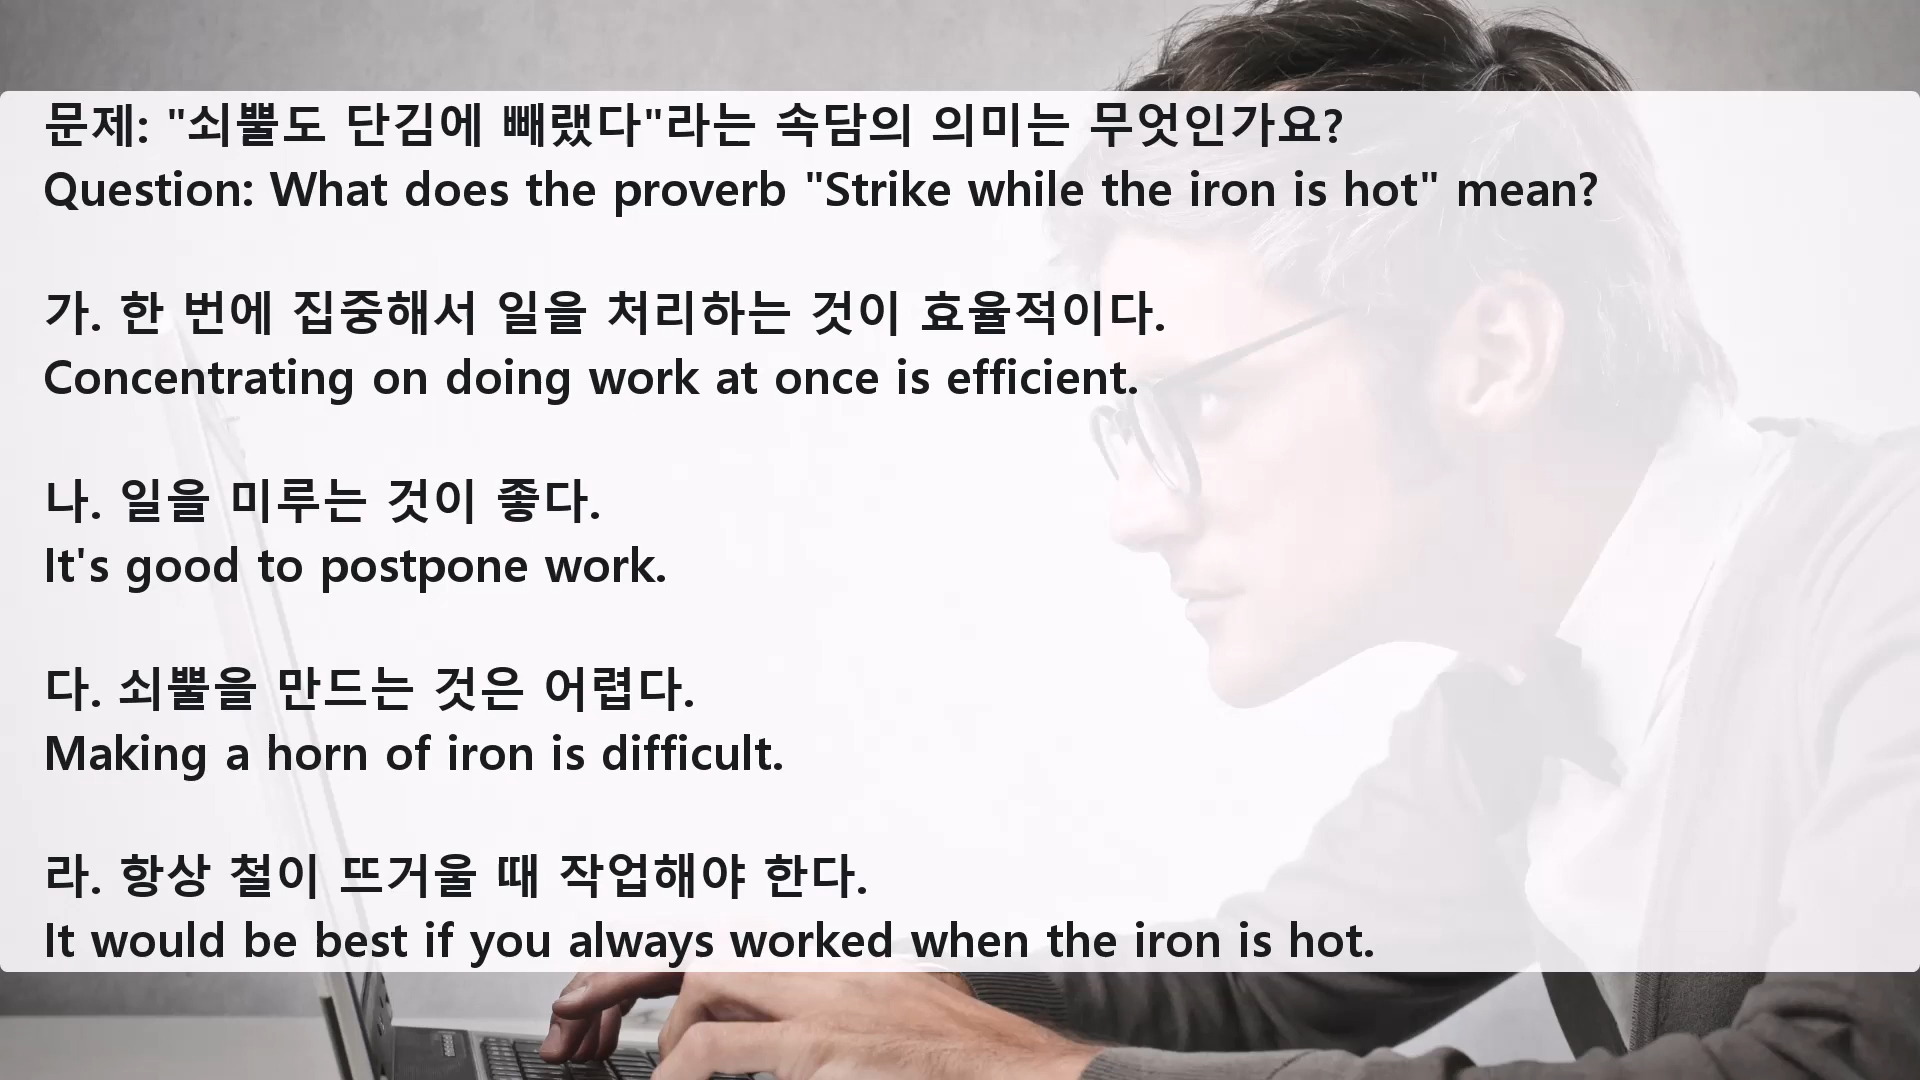 문제: "쇠뿔도 단김에 빼랬다"라는 속담의 의미는 무엇인가요?
Question: What does the proverb "Strike while the iron is hot" mean?
가. 한 번에 집중해서 일을 처리하는 것이 효율적이다.
Concentrating on doing work at once is efficient.
나. 일을 미루는 것이 좋다.
It's good to postpone work.
다. 쇠뿔을 만드는 것은 어렵다.
Making a horn of iron is difficult.
라. 항상 철이 뜨거울 때 작업해야 한다.
It would be best if you always worked when the iron is hot.